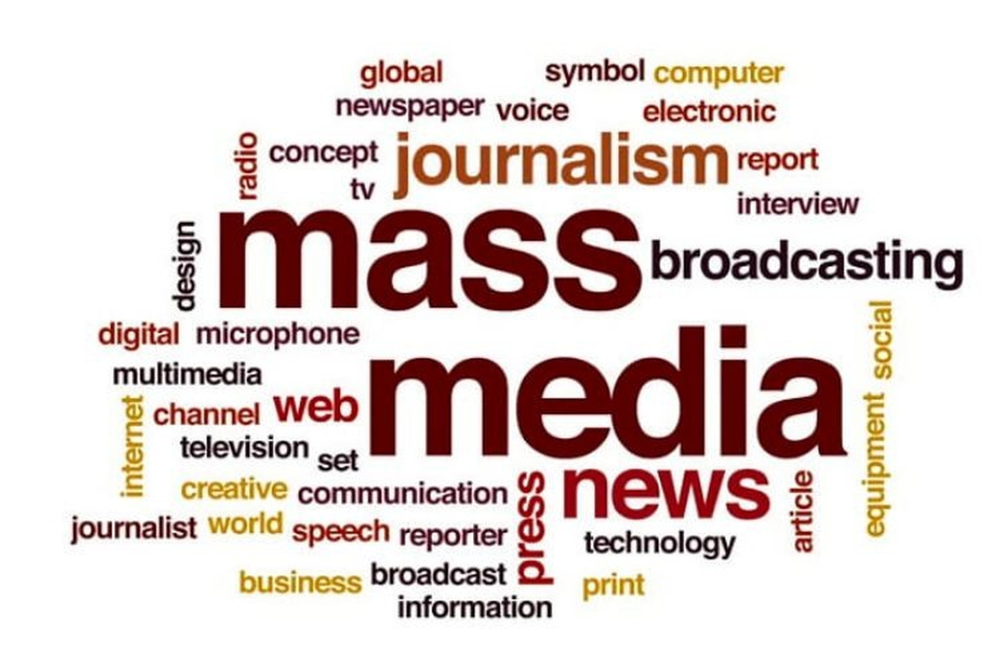 global symbol computer
newspaper voice electronic
radio concept journalism report
tv interview
design mass broadcasting
digital microphone social
multimedia media
internet channel web equipment
television set
creative communication press news article
journalist world speech reporter technology
business broadcast print
information